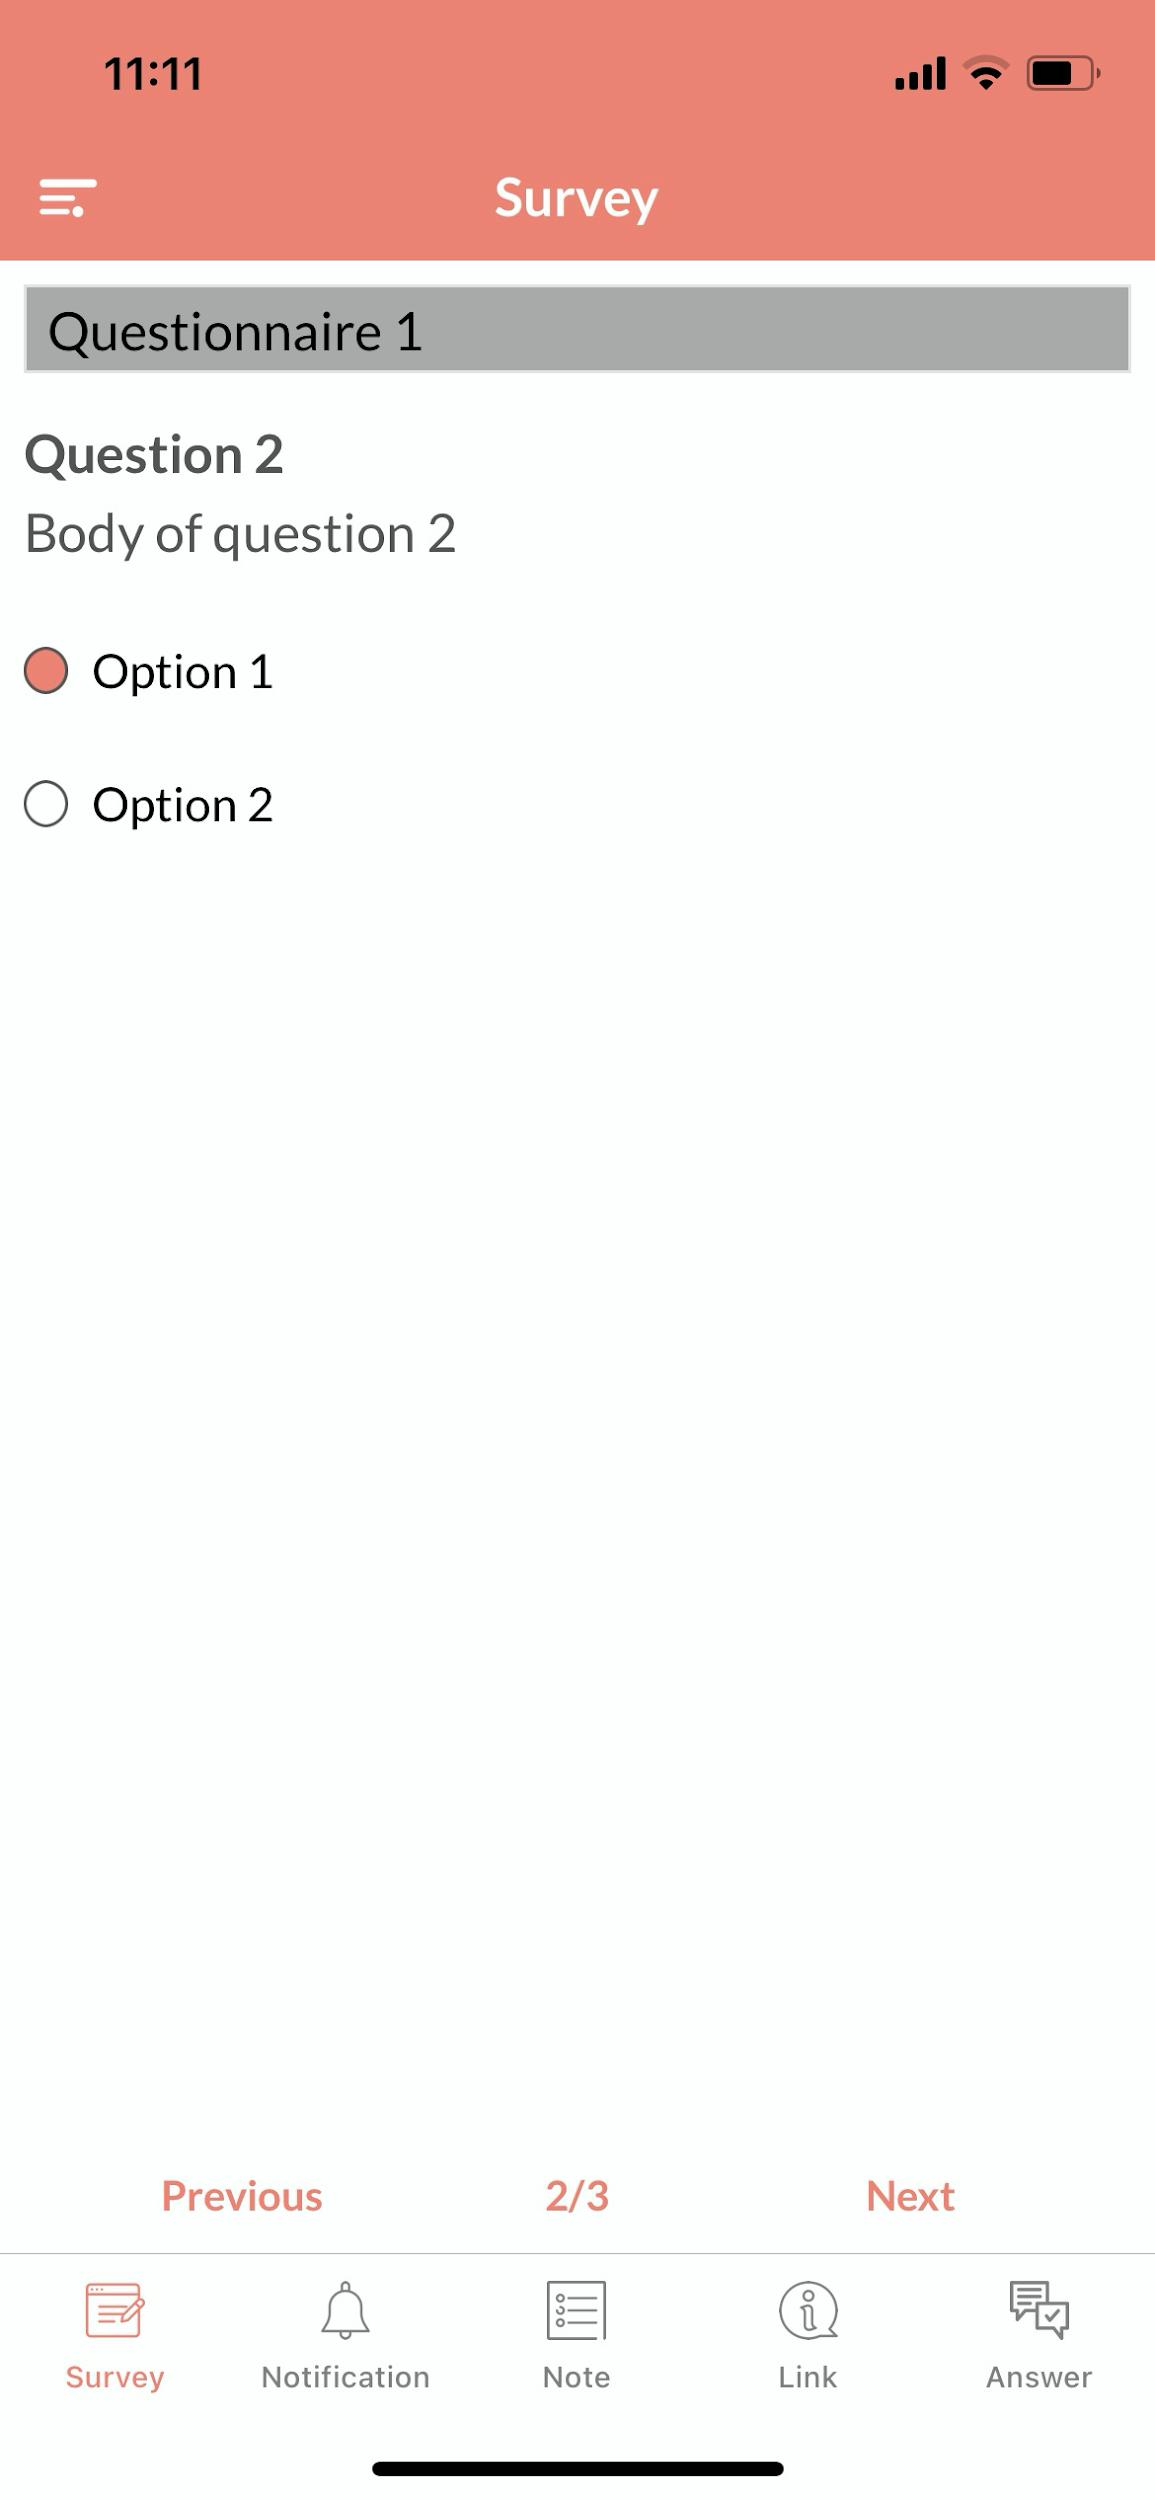 11:11
Survey
Questionnaire 1
Question 2
Body of question 2
Option 1
Option 2
Previous 2/3 Next
Survey Notification Note Link Answer